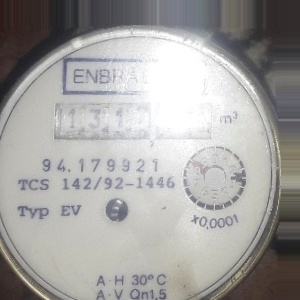 ENBRA
m³
94.179921
TCS 142/92-1446
Typ EV
x0,0001
A·H 30°C
A·V Qn1,5